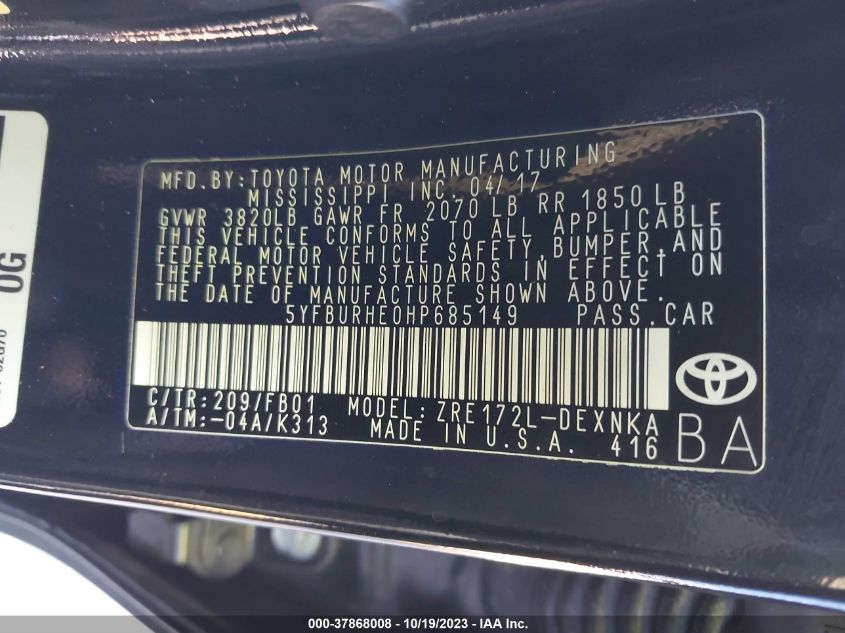 MFD.BY:TOYOTA MOTOR MANUFACTURING
MISSISSIPPI INC 04/17
GVWR 3820LB GAWR FR 2070 LB RR 1850 LB
THIS VEHICLE CONFORMS TO ALL APPLICABLE
FEDERAL MOTOR VEHICLE SAFETY,BUMPER,AND
THEFT PREVENTION STANDARDS IN EFFECT ON
THE DATE OF MANUFACTURE SHOWN ABOVE.
5YFBURHE0HP685149 PASS.CAR
C/TR:209/FB01 MODEL:ZRE172L-DEXNKA
A/TM:-04A/K313 MADE IN U.S.A. 416
BA
0G
000-37868008 - 10/19/2023 - IAA Inc.